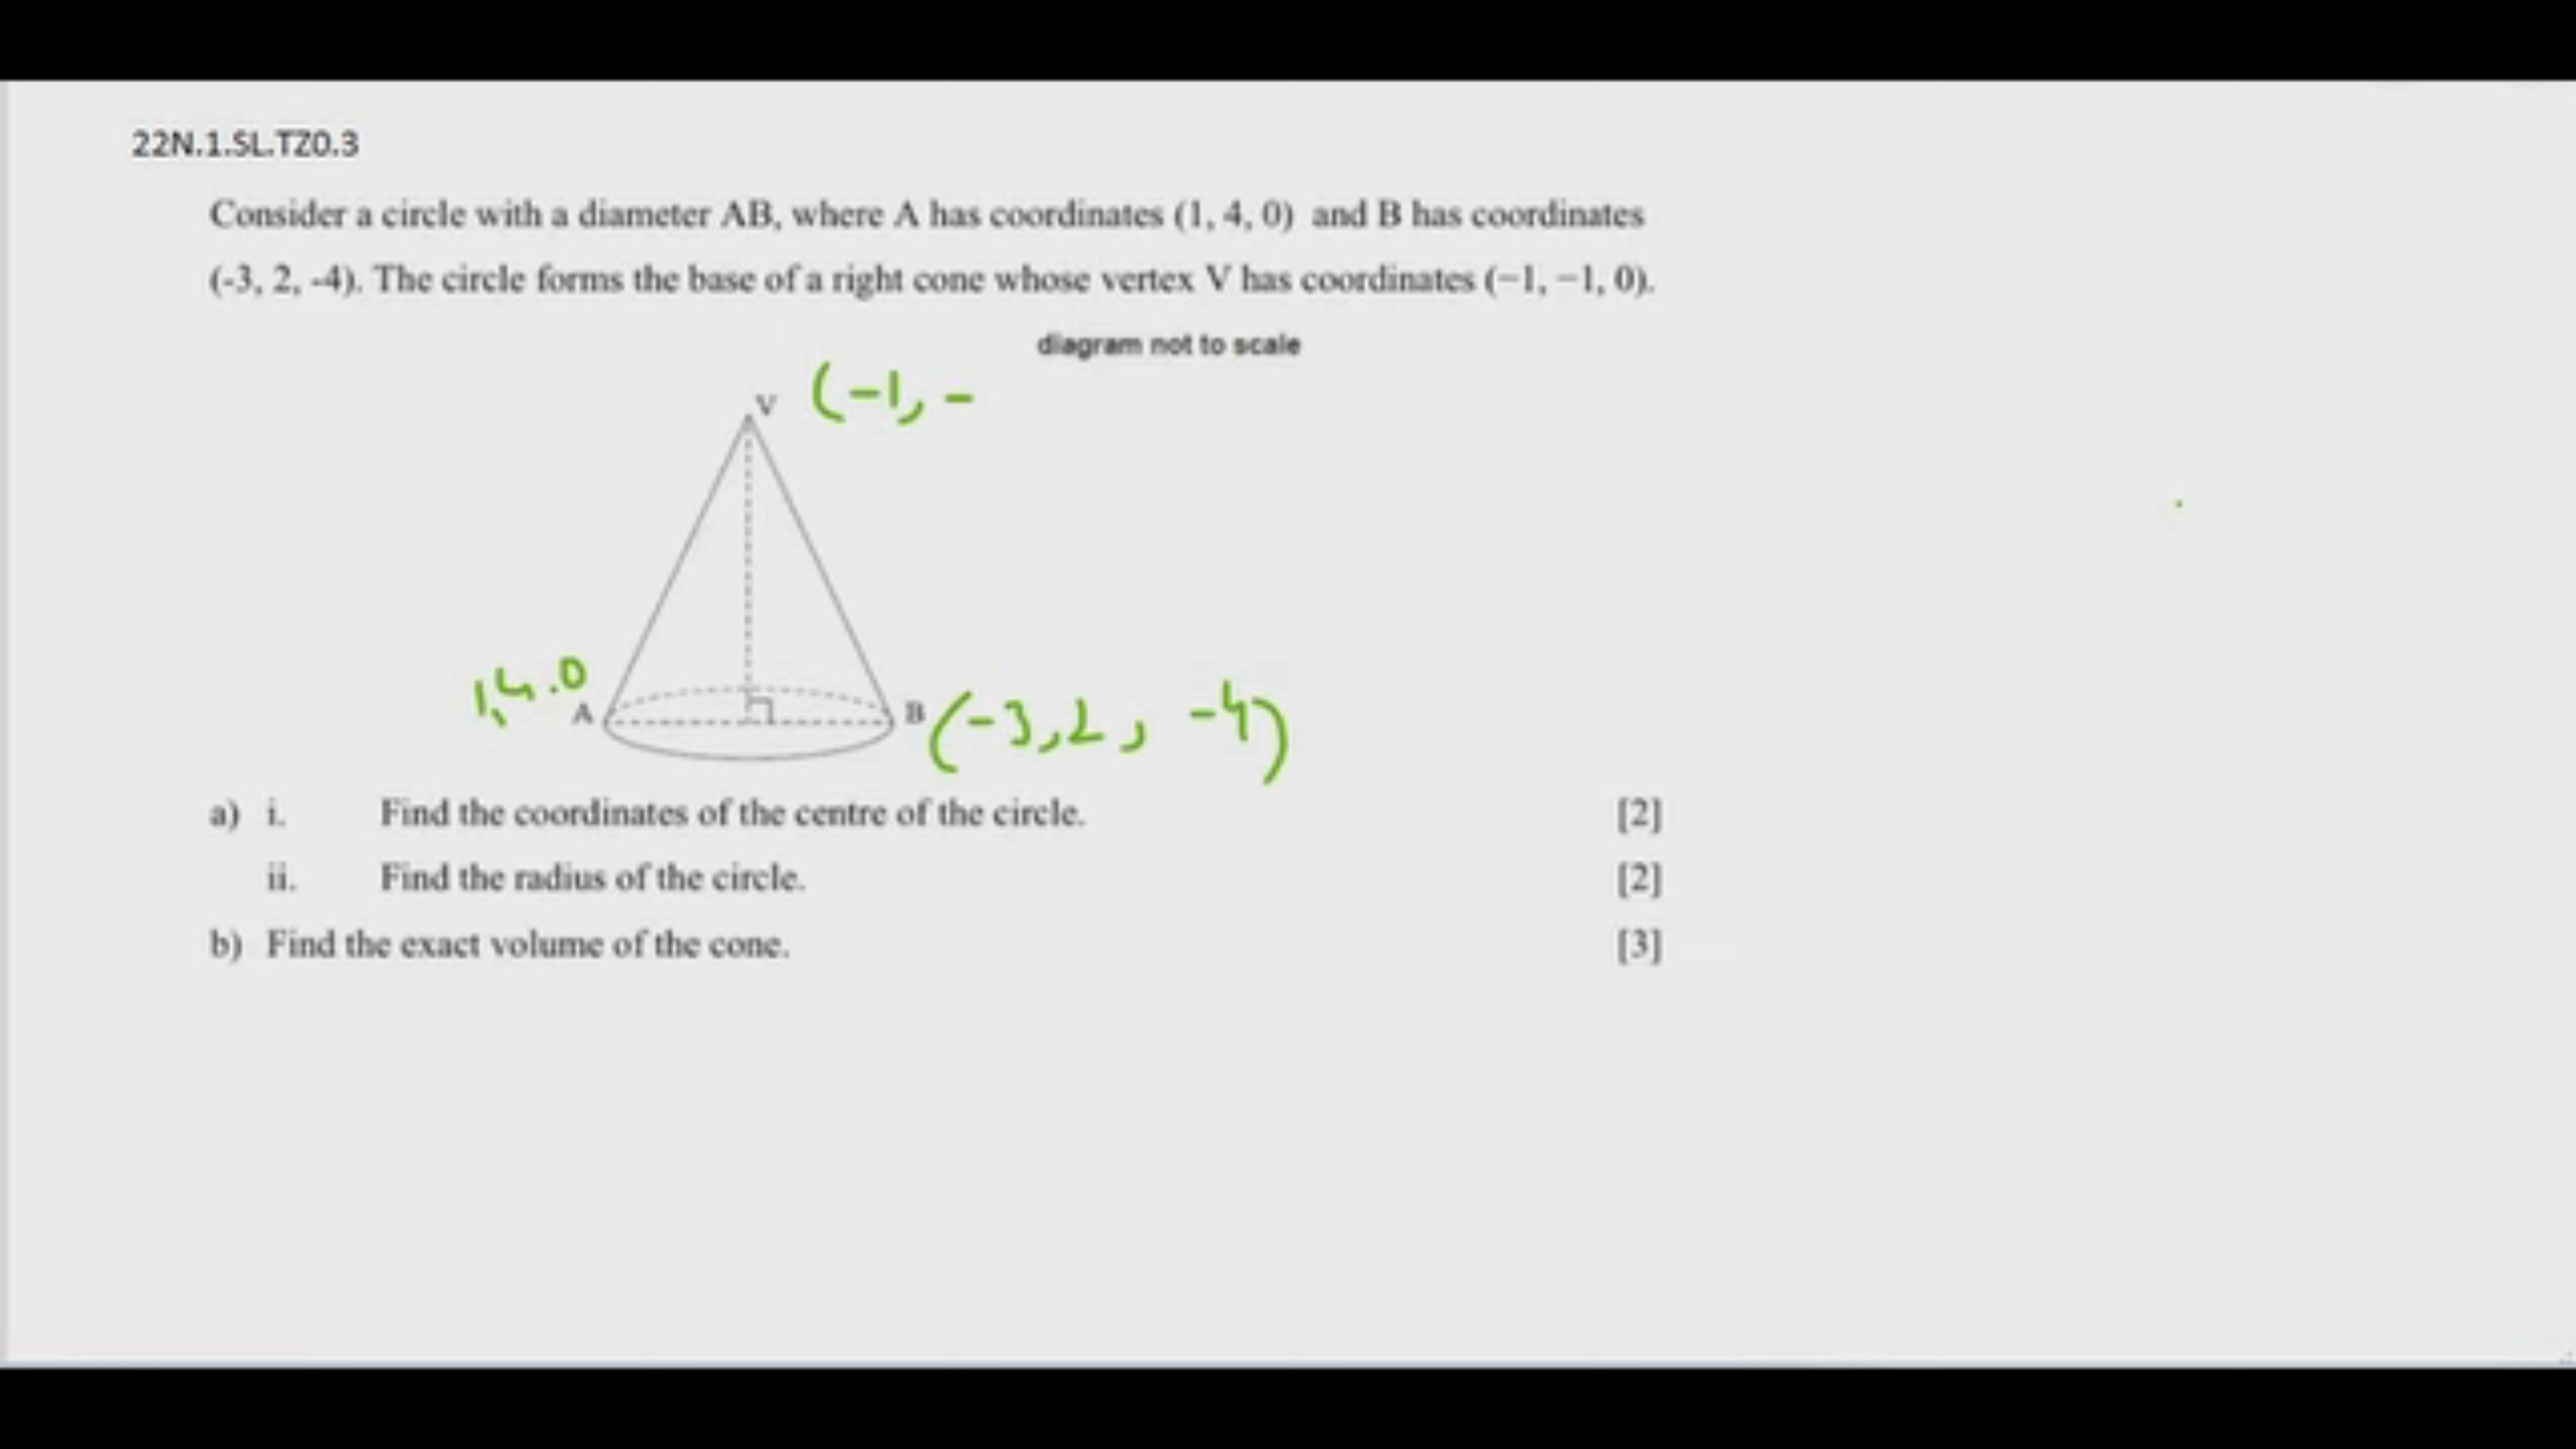 22N.1.SL.TZ0.3
Consider a circle with a diameter AB, where A has coordinates (1, 4, 0) and B has coordinates
(-3, 2, -4). The circle forms the base of a right cone whose vertex V has coordinates (−1, −1, 0).
diagram not to scale
V (-1, -
1,4.0
A B (-3,2, -4)
a) i. Find the coordinates of the centre of the circle. [2]
ii. Find the radius of the circle. [2]
b) Find the exact volume of the cone. [3]